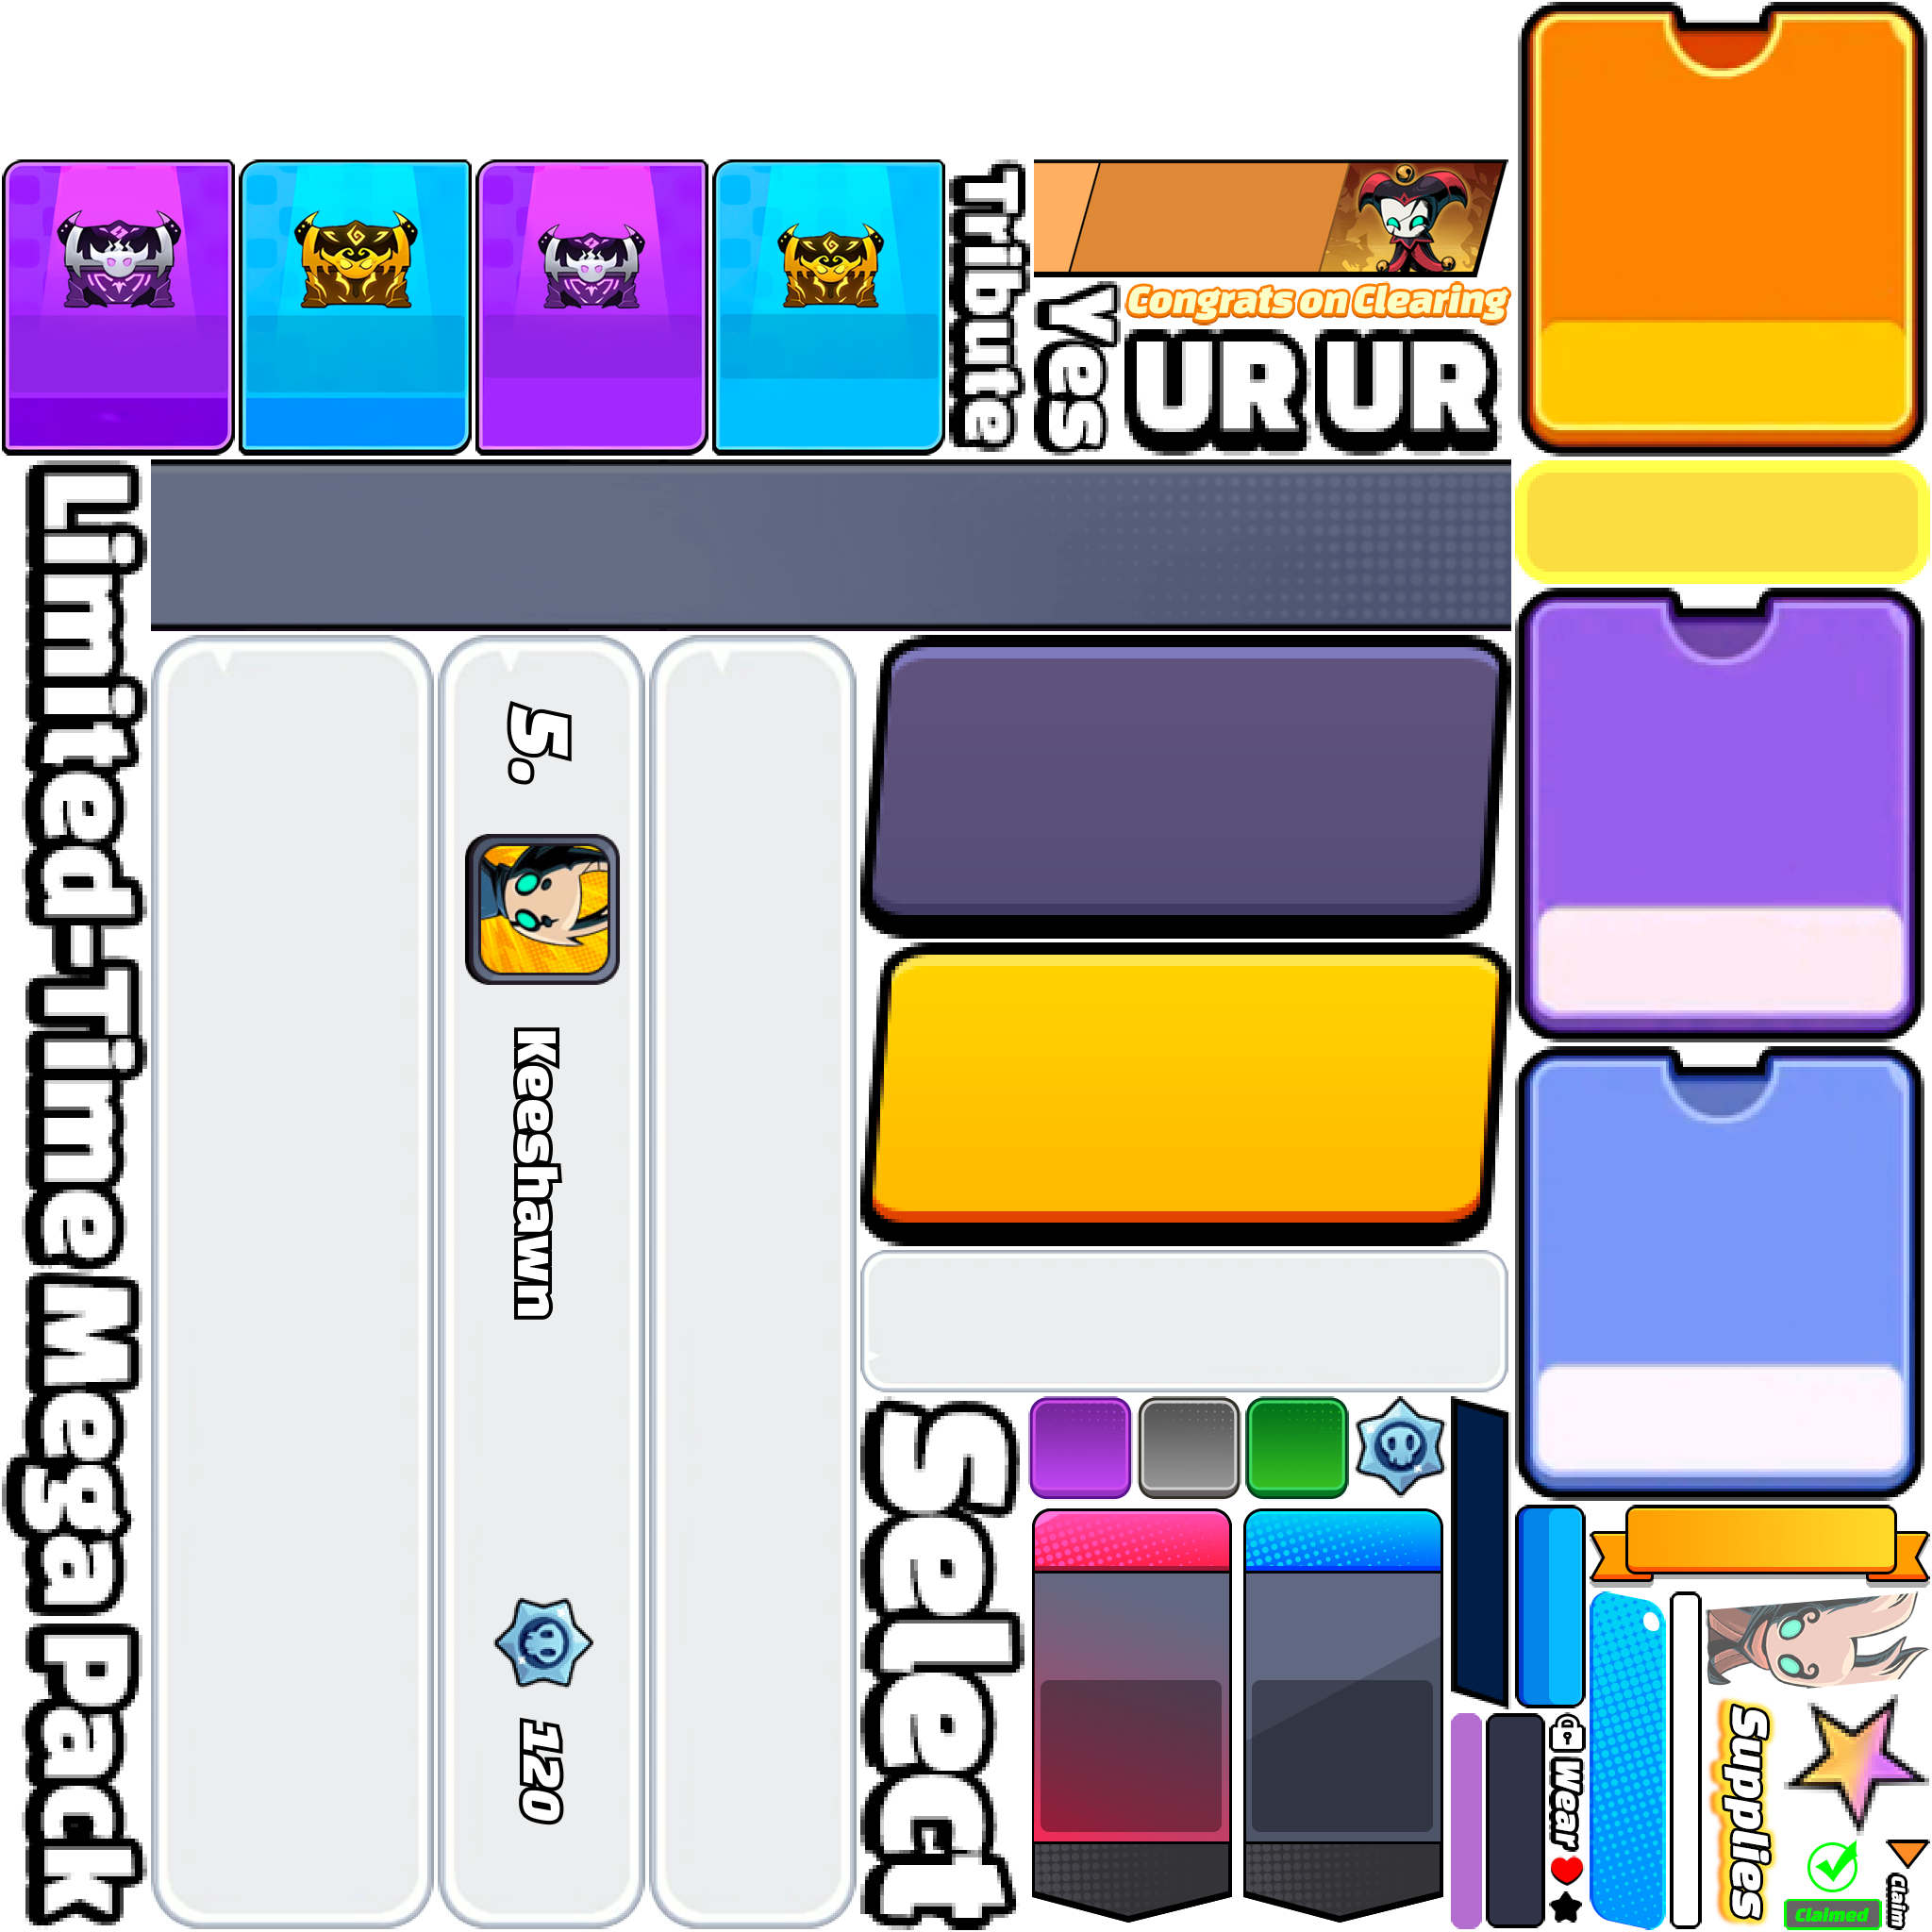 Tribute
Yes
Congrats on Clearing
UR UR
Limited-Time Mega Pack
5.
Keeshawn
120
Select
Wear
Supplies
Claim
Claimed